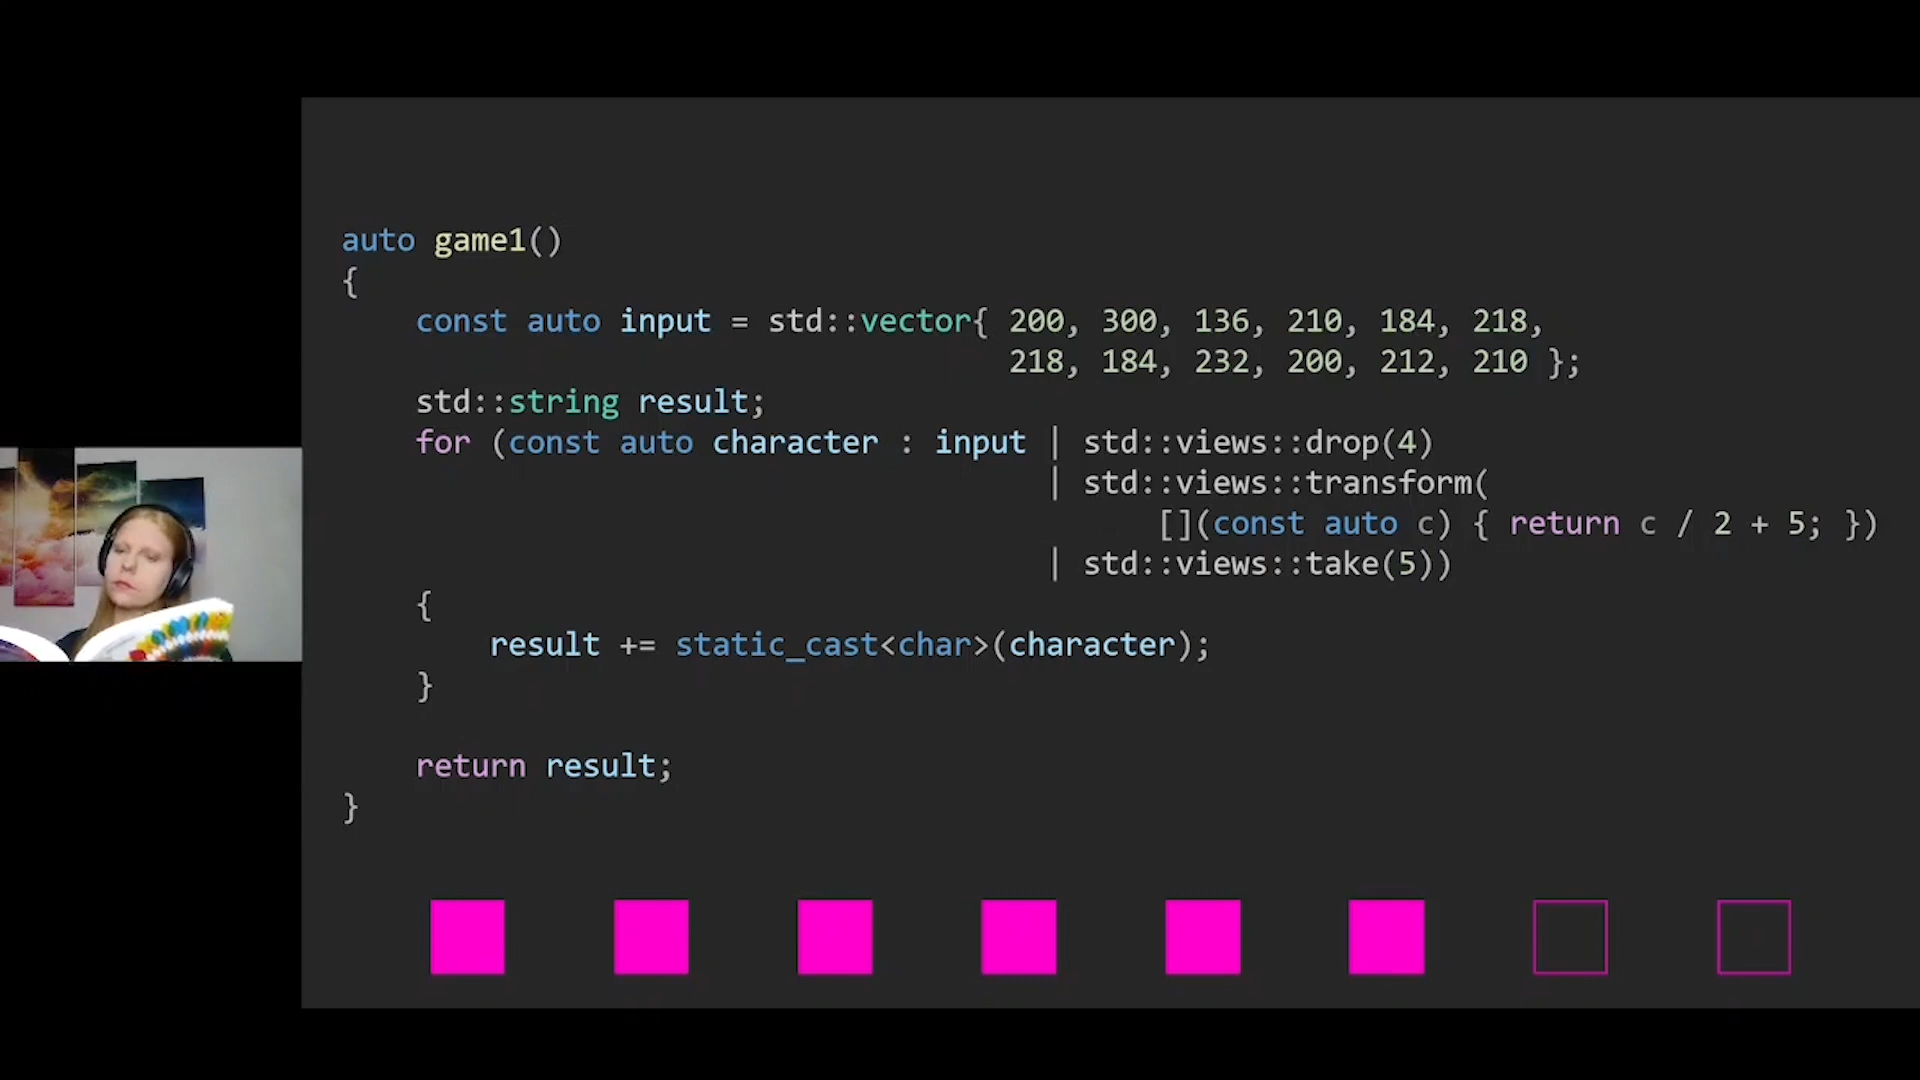 auto game1()
{
    const auto input = std::vector{ 200, 300, 136, 210, 184, 218,
                                    218, 184, 232, 200, 212, 210 };
    std::string result;
    for (const auto character : input | std::views::drop(4)
                                      | std::views::transform(
                                            [](const auto c) { return c / 2 + 5; })
                                      | std::views::take(5))
    {
        result += static_cast<char>(character);
    }

    return result;
}